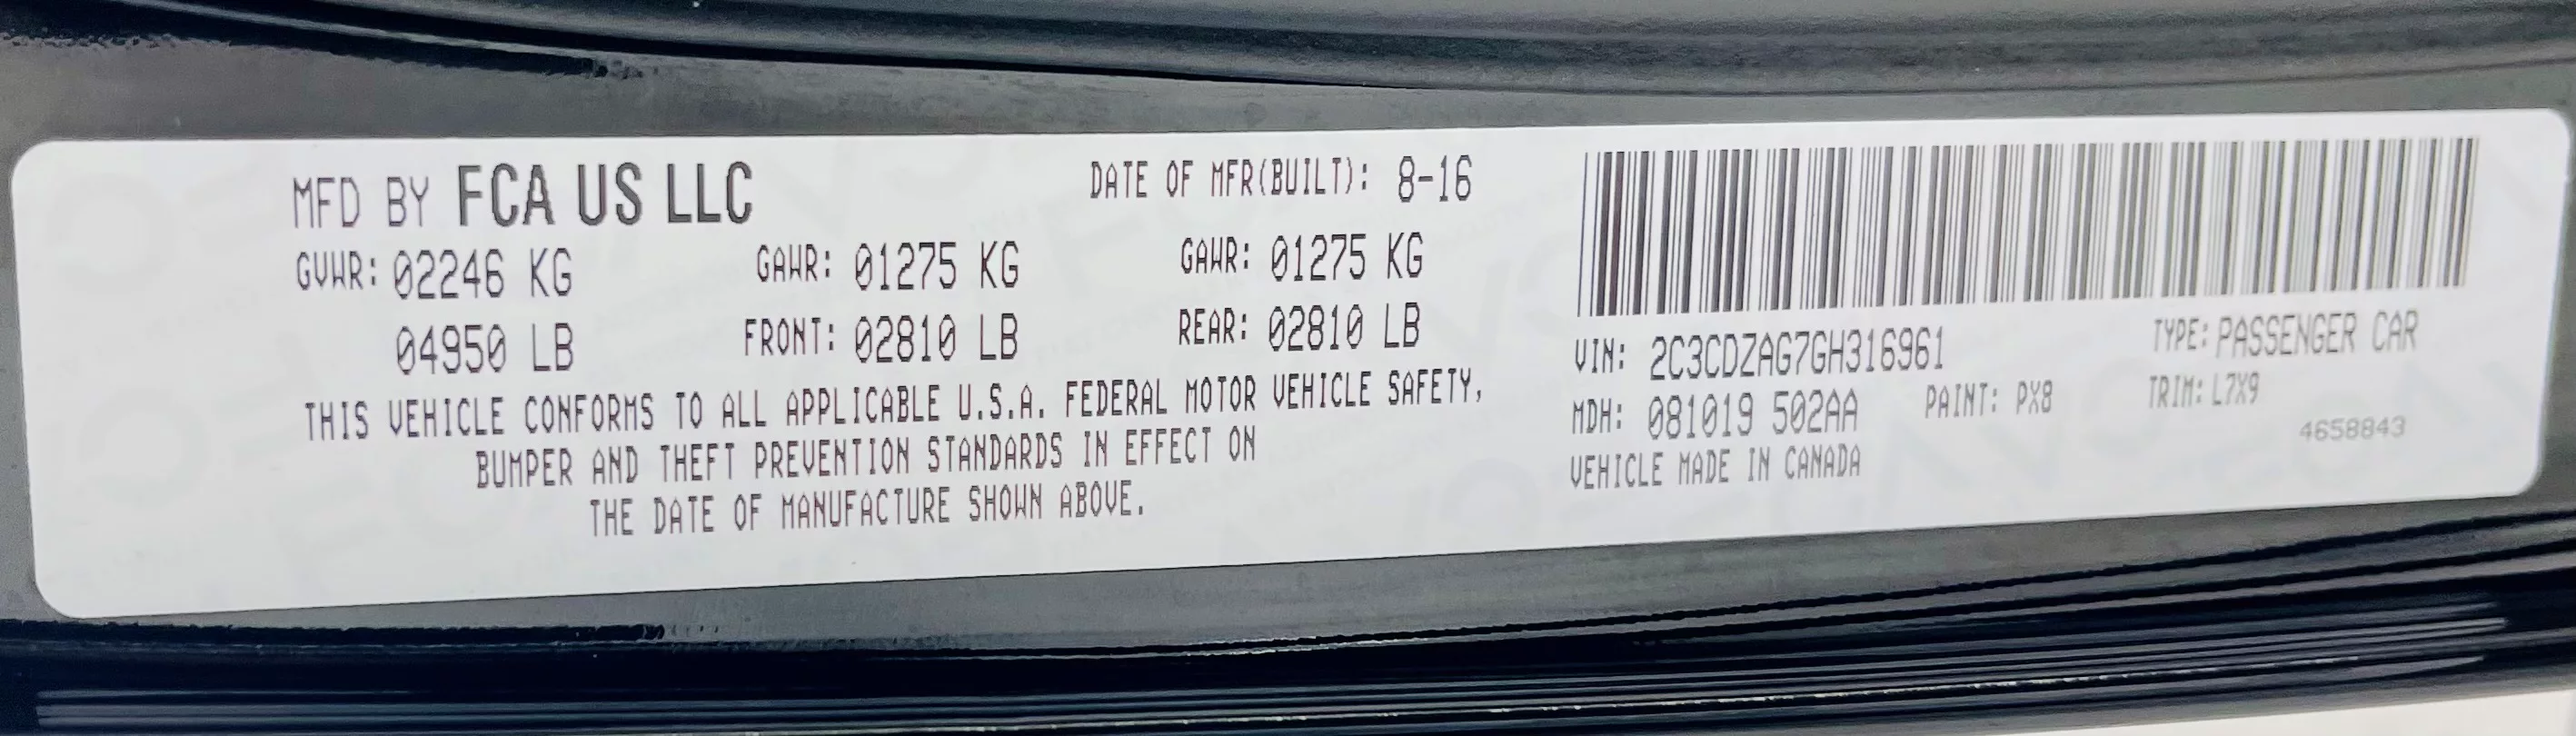 MFD BY FCA US LLC
DATE OF MFR(BUILT): 8-16
GVWR: 02246 KG
04950 LB
GAWR: 01275 KG
FRONT: 02810 LB
GAWR: 01275 KG
REAR: 02810 LB
THIS VEHICLE CONFORMS TO ALL APPLICABLE U.S.A. FEDERAL MOTOR VEHICLE SAFETY,
BUMPER AND THEFT PREVENTION STANDARDS IN EFFECT ON
THE DATE OF MANUFACTURE SHOWN ABOVE.
VIN: 2C3CDZAG7GH316961
TYPE: PASSENGER CAR
MDH: 081019 502AA
PAINT: PX8
TRIM: L7X9
VEHICLE MADE IN CANADA
4658843